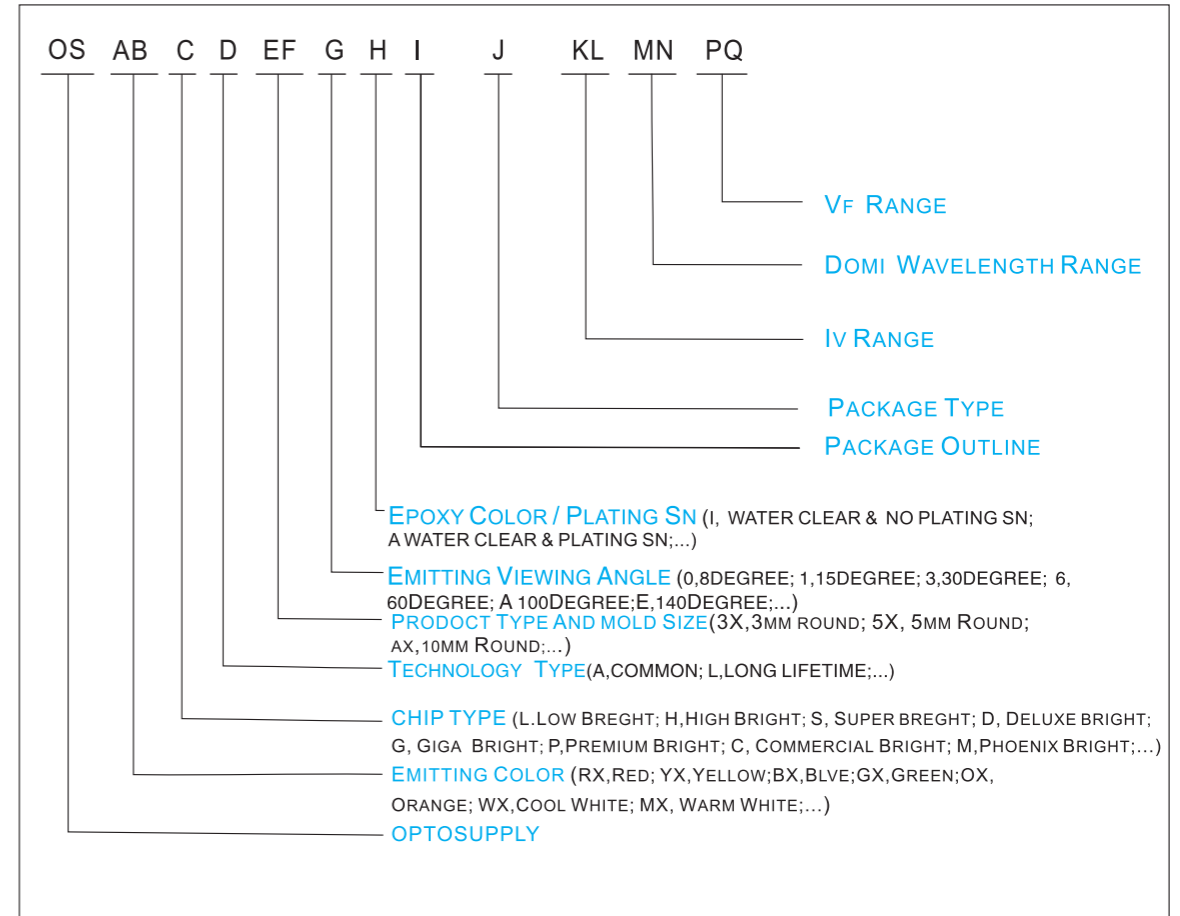 OS AB C D EF G H I J KL MN PQ
VF RANGE
DOMI WAVELENGTH RANGE
IV RANGE
PACKAGE TYPE
PACKAGE OUTLINE
EPOXY COLOR / PLATING SN (I, WATER CLEAR & NO PLATING SN;
A WATER CLEAR & PLATING SN;...)
EMITTING VIEWING ANGLE (0,8DEGREE; 1,15DEGREE; 3,30DEGREE; 6,
60DEGREE; A 100DEGREE;E,140DEGREE;...)
PRODOCT TYPE AND MOLD SIZE(3X,3MM ROUND; 5X, 5MM ROUND;
AX,10MM ROUND;...)
TECHNOLOGY TYPE(A,COMMON; L,LONG LIFETIME;...)
CHIP TYPE (L.LOW BREGHT; H,HIGH BRIGHT; S, SUPER BREGHT; D, DELUXE BRIGHT;
G, GIGA BRIGHT; P,PREMIUM BRIGHT; C, COMMERCIAL BRIGHT; M,PHOENIX BRIGHT;...)
EMITTING COLOR (RX,RED; YX,YELLOW;BX,BLVE;GX,GREEN;OX,
ORANGE; WX,COOL WHITE; MX, WARM WHITE;...)
OPTOSUPPLY